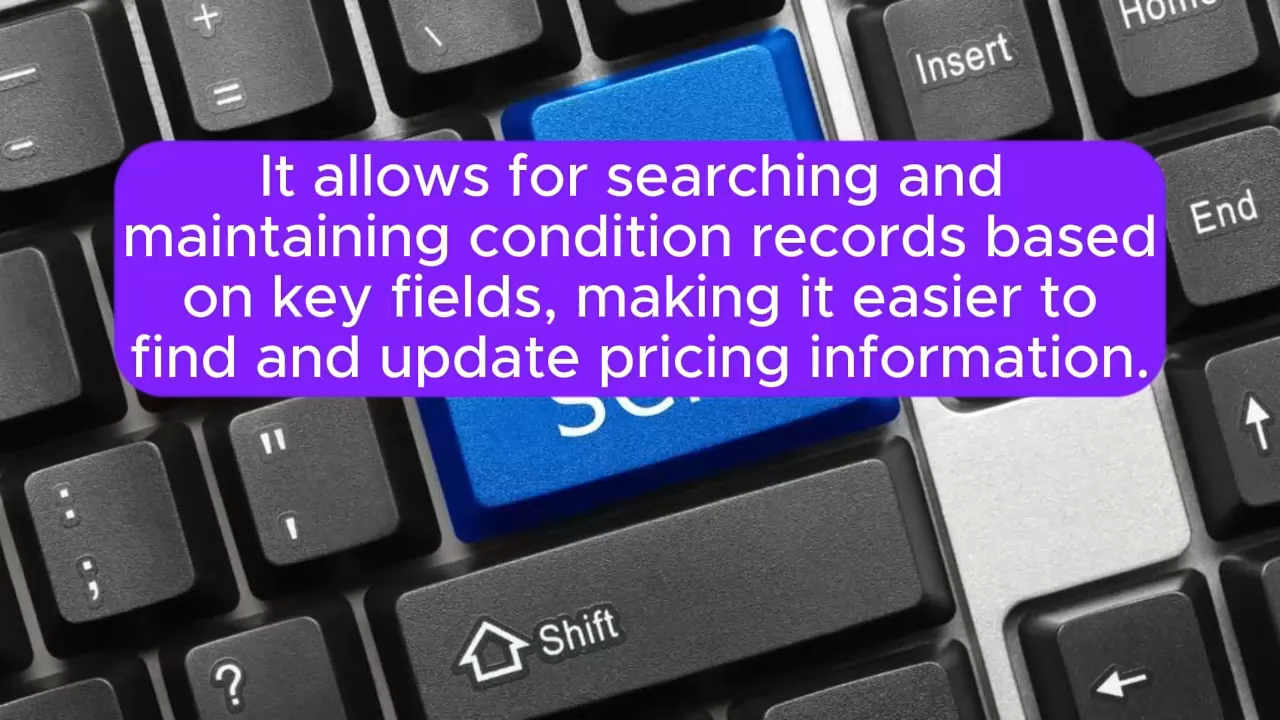 +
=
\
Insert
Home
—
-
End
It allows for searching and
maintaining condition records based
on key fields, making it easier to
find and update pricing information.
"
'
:
;
Shift
?